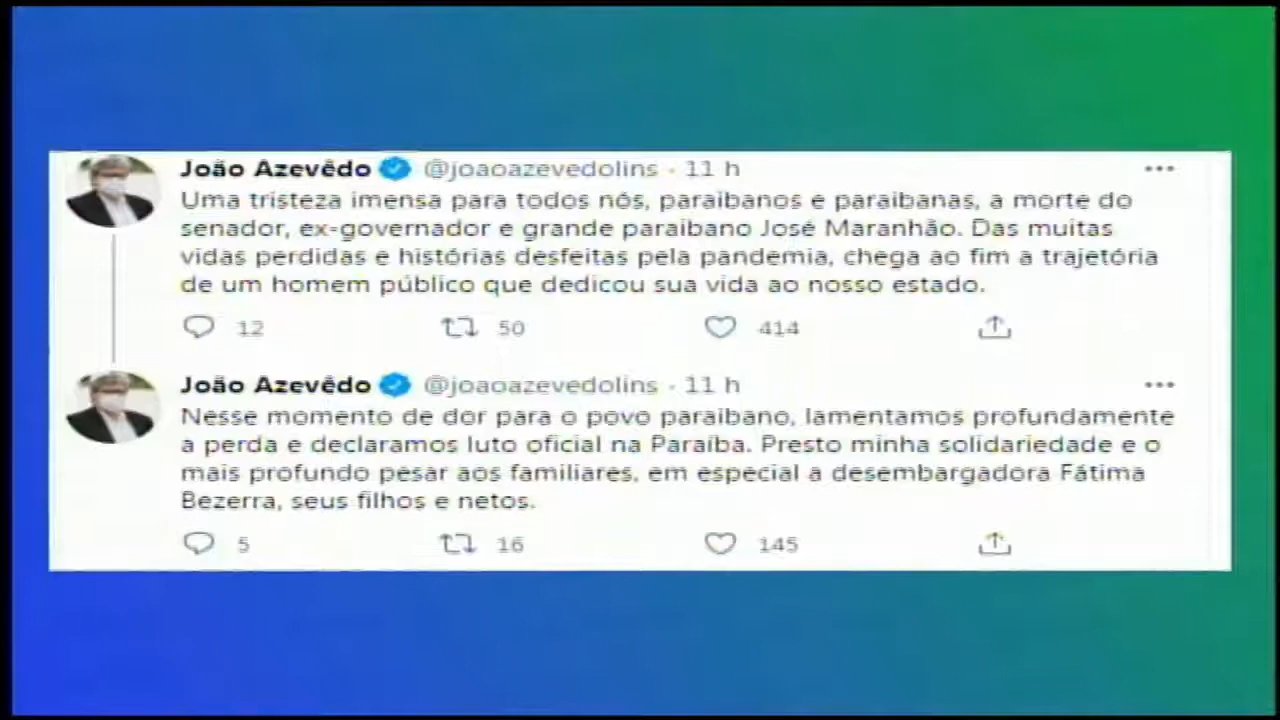 João Azevêdo @joaoazevedolins · 11 h
Uma tristeza imensa para todos nós, paraibanos e paraibanas, a morte do
senador, ex-governador e grande paraibano José Maranhão. Das muitas
vidas perdidas e histórias desfeitas pela pandemia, chega ao fim a trajetória
de um homem público que dedicou sua vida ao nosso estado.
12 50 414
João Azevêdo @joaoazevedolins · 11 h
Nesse momento de dor para o povo paraibano, lamentamos profundamente
a perda e declaramos luto oficial na Paraíba. Presto minha solidariedade e o
mais profundo pesar aos familiares, em especial a desembargadora Fátima
Bezerra, seus filhos e netos.
5 16 145